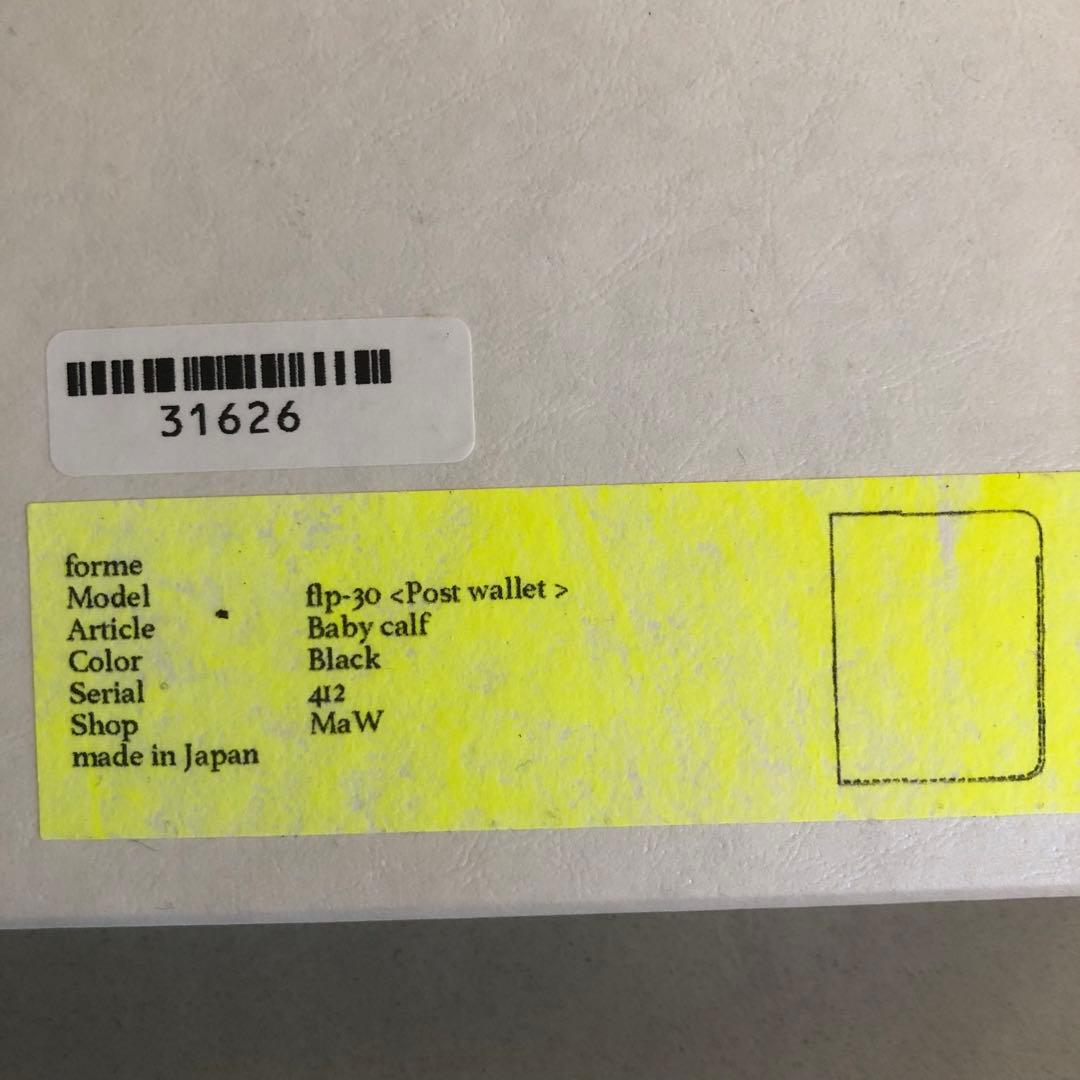 31626
forme
Model flp-30 <Post wallet >
Article Baby calf
Color Black
Serial 412
Shop MaW
made in Japan